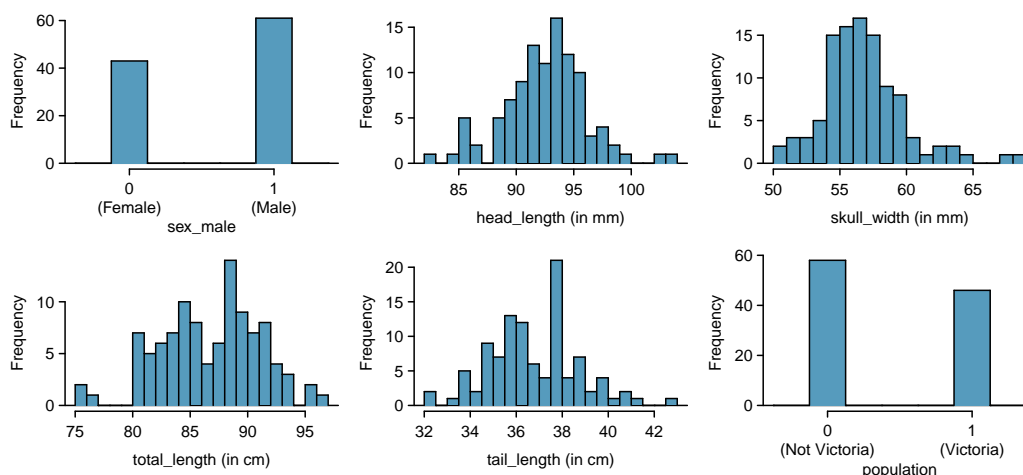 Frequency
0
20
40
60
0
(Female)
1
(Male)
sex_male
Frequency
0
5
10
15
85
90
95
100
head_length (in mm)
Frequency
0
5
10
15
50
55
60
65
skull_width (in mm)
Frequency
0
5
10
75
80
85
90
95
total_length (in cm)
Frequency
0
5
10
15
20
32
34
36
38
40
42
tail_length (in cm)
Frequency
0
20
40
60
0
(Not Victoria)
1
(Victoria)
population